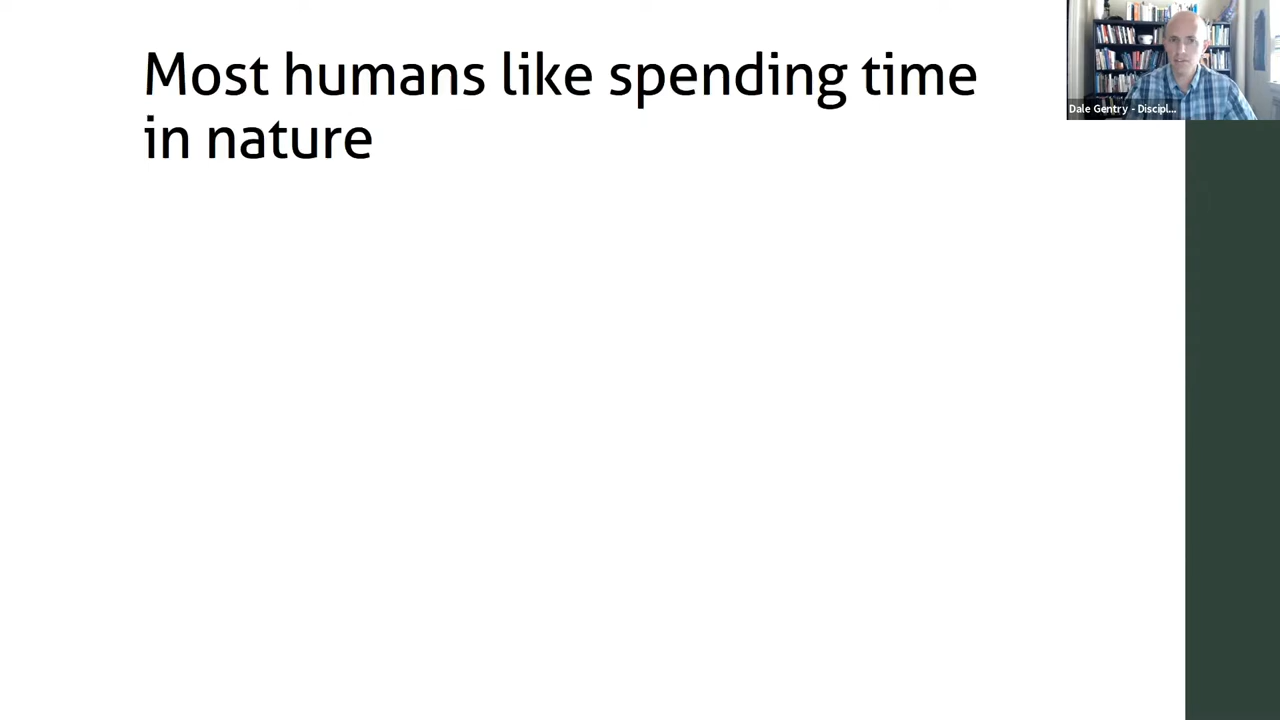 Most humans like spending time
in nature
Dale Gentry - Discipl...